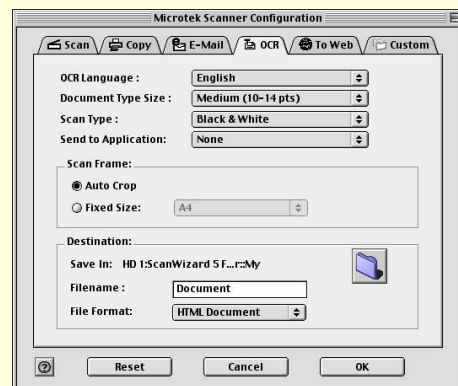 Microtek Scanner Configuration
Scan Copy E-Mail OCR To Web Custom
OCR Language : English
Document Type Size : Medium (10-14 pts)
Scan Type : Black & White
Send to Application: None
Scan Frame:
Auto Crop
Fixed Size: A4
Destination:
Save In: HD 1:ScanWizard 5 F...r::My
Filename : Document
File Format: HTML Document
? Reset Cancel OK